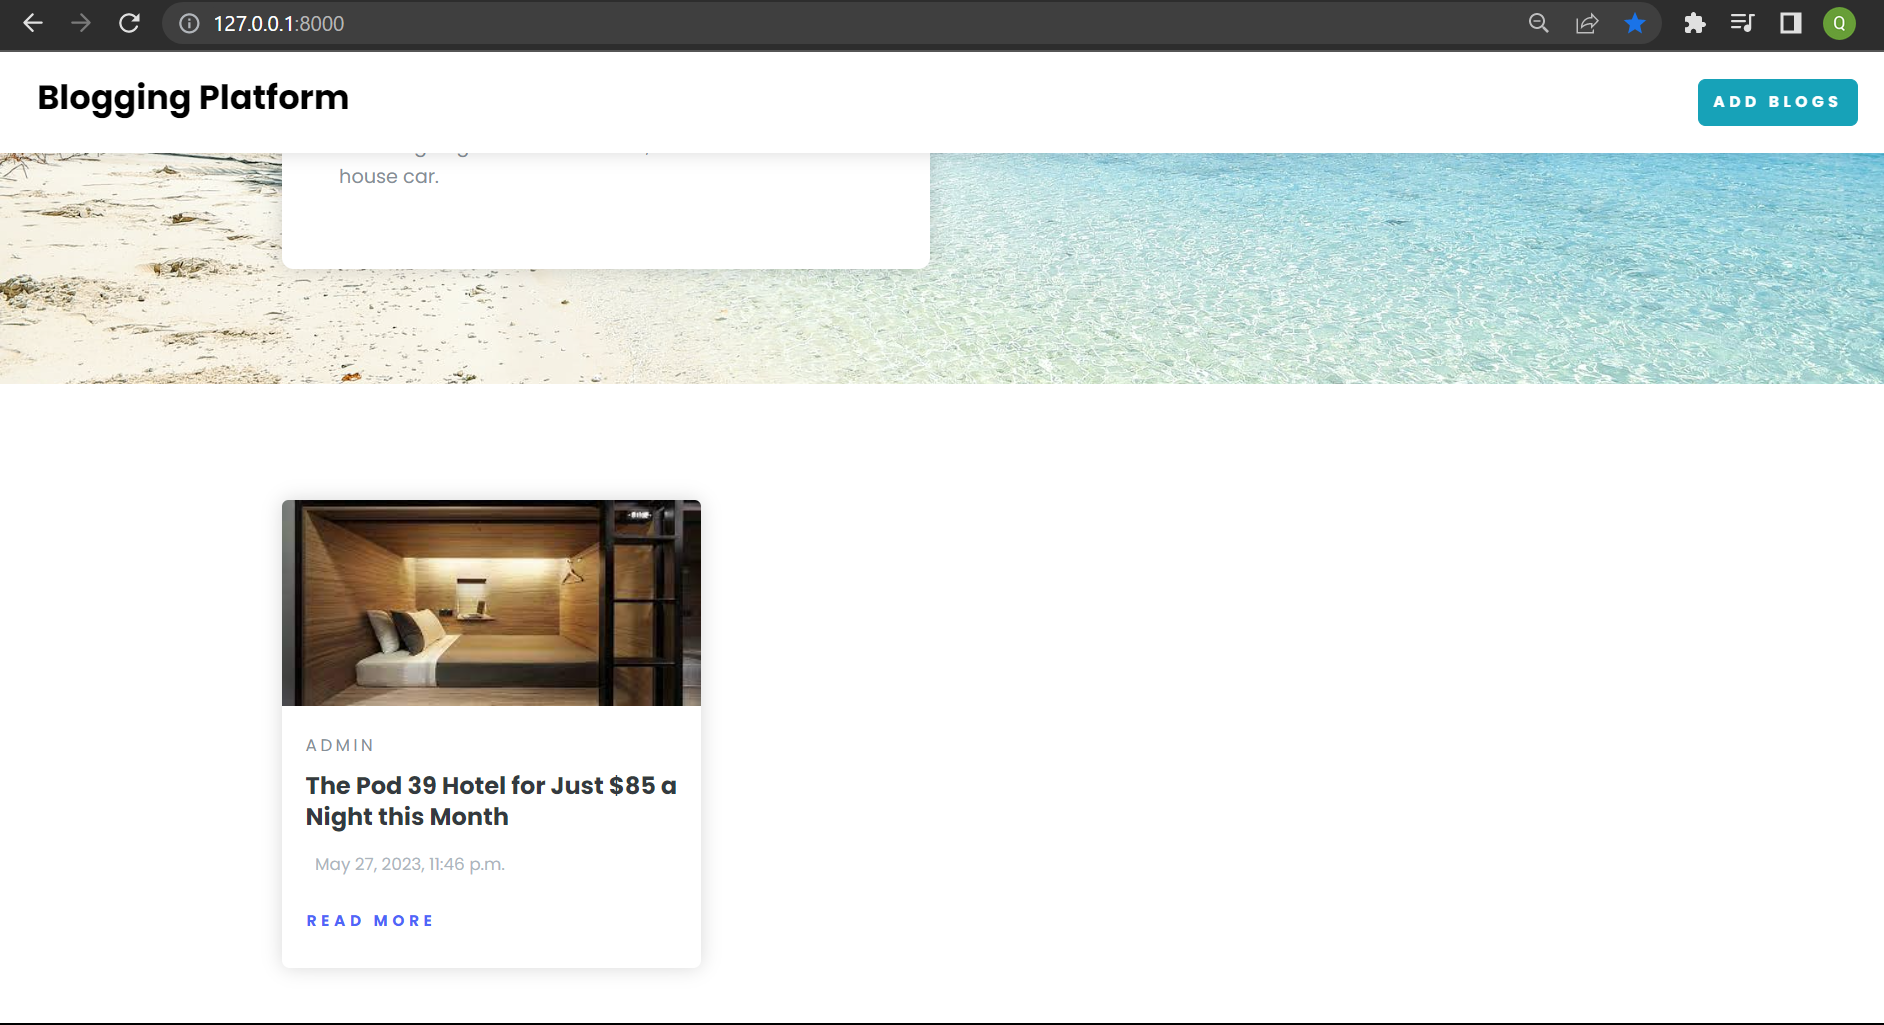 127.0.0.1:8000
Q
Blogging Platform
ADD BLOGS
house car.
ADMIN
The Pod 39 Hotel for Just $85 a
Night this Month
May 27, 2023, 11:46 p.m.
READ MORE